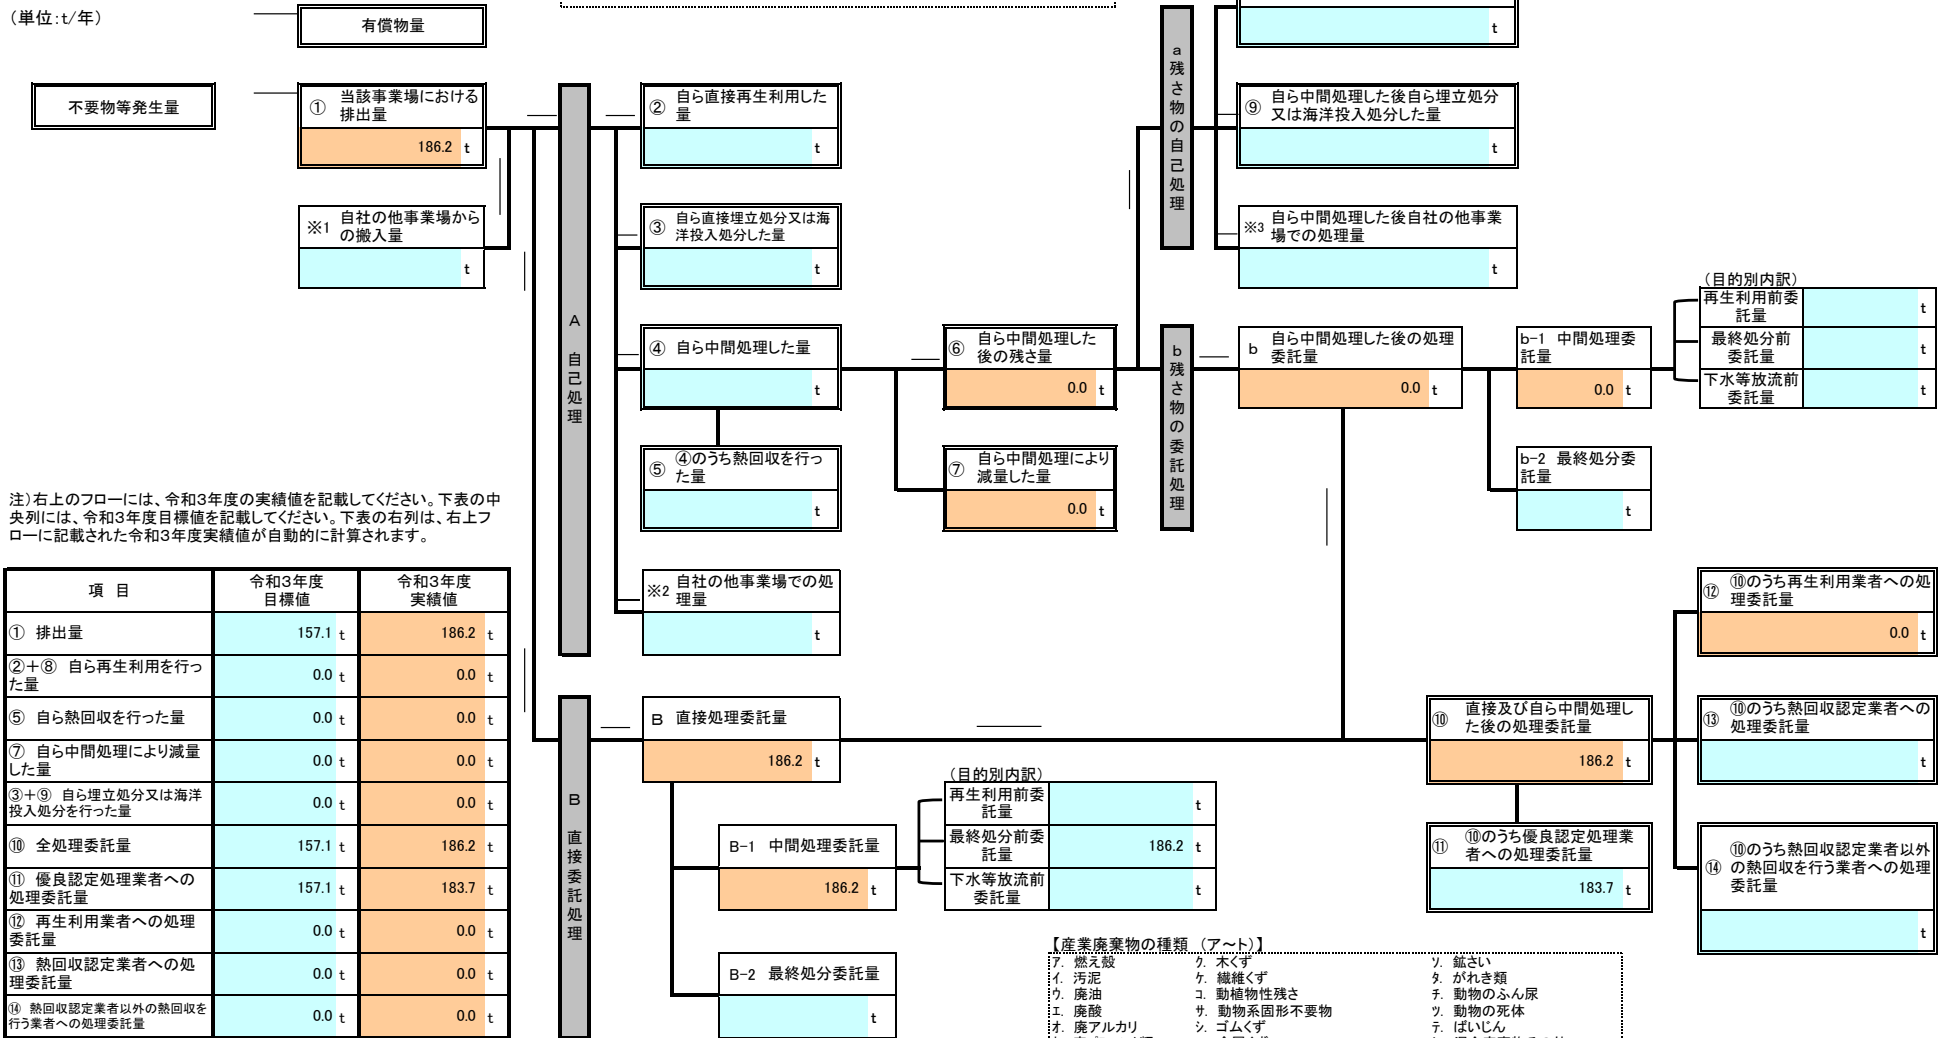 (単位:t/年)
有償物量
t
不要物等発生量
① 当該事業場における
排出量
186.2 t
※1 自社の他事業場から
の搬入量
t
A 自己処理
② 自ら直接再生利用した
量
t
③ 自ら直接埋立処分又は海
洋投入処分した量
t
④ 自ら中間処理した量
t
⑤ ④のうち熱回収を行っ
た量
t
※2 自社の他事業場での処
理量
t
⑥ 自ら中間処理した
後の残さ量
0.0 t
⑦ 自ら中間処理により
減量した量
0.0 t
a 残さ物の自己処理
⑨ 自ら中間処理した後自ら埋立処分
又は海洋投入処分した量
t
※3 自ら中間処理した後自社の他事業
場での処理量
t
b 残さ物の委託処理
b 自ら中間処理した後の処理
委託量
0.0 t
b-1 中間処理委
託量
0.0 t
b-2 最終処分委
託量
t
(目的別内訳)
再生利用前委
託量
t
最終処分前
委託量
t
下水等放流前
委託量
t
注)右上のフローには、令和3年度の実績値を記載してください。下表の中
央列には、令和3年度目標値を記載してください。下表の右列は、右上フ
ローに記載された令和3年度実績値が自動的に計算されます。
項 目
令和3年度
目標値
令和3年度
実績値
① 排出量 157.1 t 186.2 t
②+⑧ 自ら再生利用を行っ
た量 0.0 t 0.0 t
⑤ 自ら熱回収を行った量 0.0 t 0.0 t
⑦ 自ら中間処理により減量
した量 0.0 t 0.0 t
③+⑨ 自ら埋立処分又は海洋
投入処分を行った量 0.0 t 0.0 t
⑩ 全処理委託量 157.1 t 186.2 t
⑪ 優良認定処理業者への
処理委託量 157.1 t 183.7 t
⑫ 再生利用業者への処理
委託量 0.0 t 0.0 t
⑬ 熱回収認定業者への処
理委託量 0.0 t 0.0 t
⑭ 熱回収認定業者以外の熱回収を
行う業者への処理委託量 0.0 t 0.0 t
B 直接委託処理
B 直接処理委託量
186.2 t
B-1 中間処理委託量
186.2 t
B-2 最終処分委託量
t
(目的別内訳)
再生利用前委
託量
t
最終処分前委
託量
186.2 t
下水等放流前
委託量
t
⑩ 直接及び自ら中間処理し
た後の処理委託量
186.2 t
⑪ ⑩のうち優良認定処理業
者への処理委託量
183.7 t
⑫ ⑩のうち再生利用業者への処
理委託量
0.0 t
⑬ ⑩のうち熱回収認定業者への
処理委託量
t
⑭ ⑩のうち熱回収認定業者以外
の熱回収を行う業者への処理
委託量
t
【産業廃棄物の種類 (ア~ト)】
ア. 燃え殻 ク. 木くず ソ. 鉱さい
イ. 汚泥 ケ. 繊維くず タ. がれき類
ウ. 廃油 コ. 動植物性残さ チ. 動物のふん尿
エ. 廃酸 サ. 動物系固形不要物 ツ. 動物の死体
オ. 廃アルカリ シ. ゴムくず テ. ばいじん